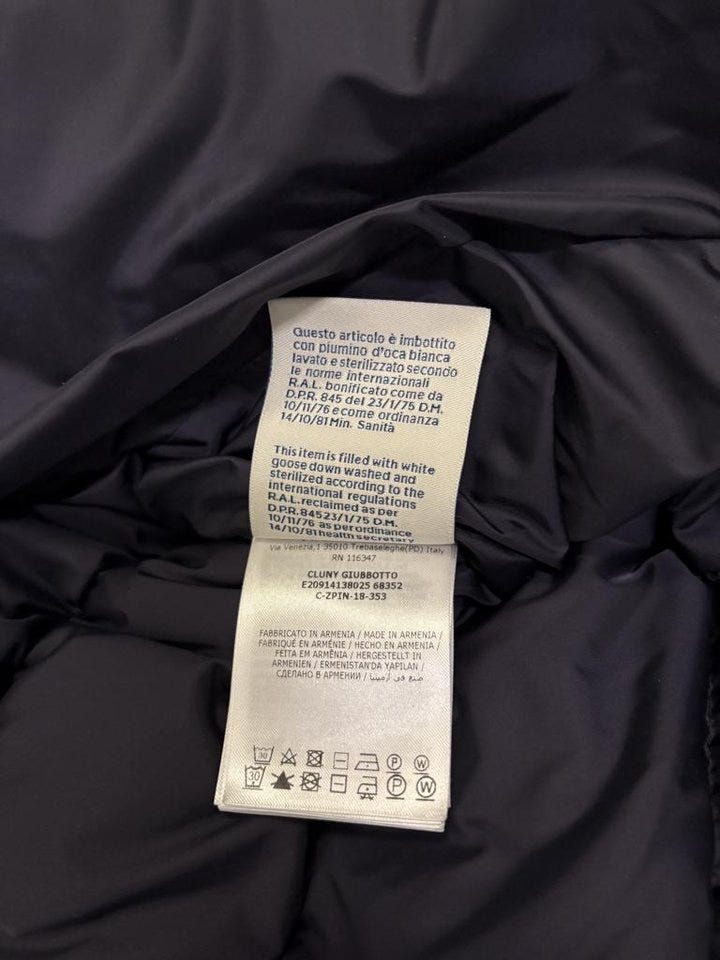 Questo articolo è imbottito
con piumino d'oca bianca
lavato e sterilizzato secondo
le norme internazionali
R.A.L. bonificato come da
D.P.R. 845 del 23/1/75 D.M.
10/11/76 e come ordinanza
14/10/81 Min. Sanità
This item is filled with white
goose down washed and
sterilized according to the
international regulations
R.A.L. reclaimed as per
D.P.R. 84523/1/75 D.M.
10/11/76 as per ordinance
14/10/81 health secretary
Via Venezia,1 35010 Trebaseleghe(PD) Italy
RN 116347
CLUNY GIUBBOTTO
E20914138025 68352
C-ZPIN-18-353
FABBRICATO IN ARMENIA / MADE IN ARMENIA /
FABRIQUÉ EN ARMÉNIE / HECHO EN ARMENIA /
FEITA EM ARMÊNIA / HERGESTELLT IN
ARMENIEN / ERMENISTAN'DA YAPILAN /
СДЕЛАНО В АРМЕНИИ / صنع في أرمينيا
30 P W
30 P W